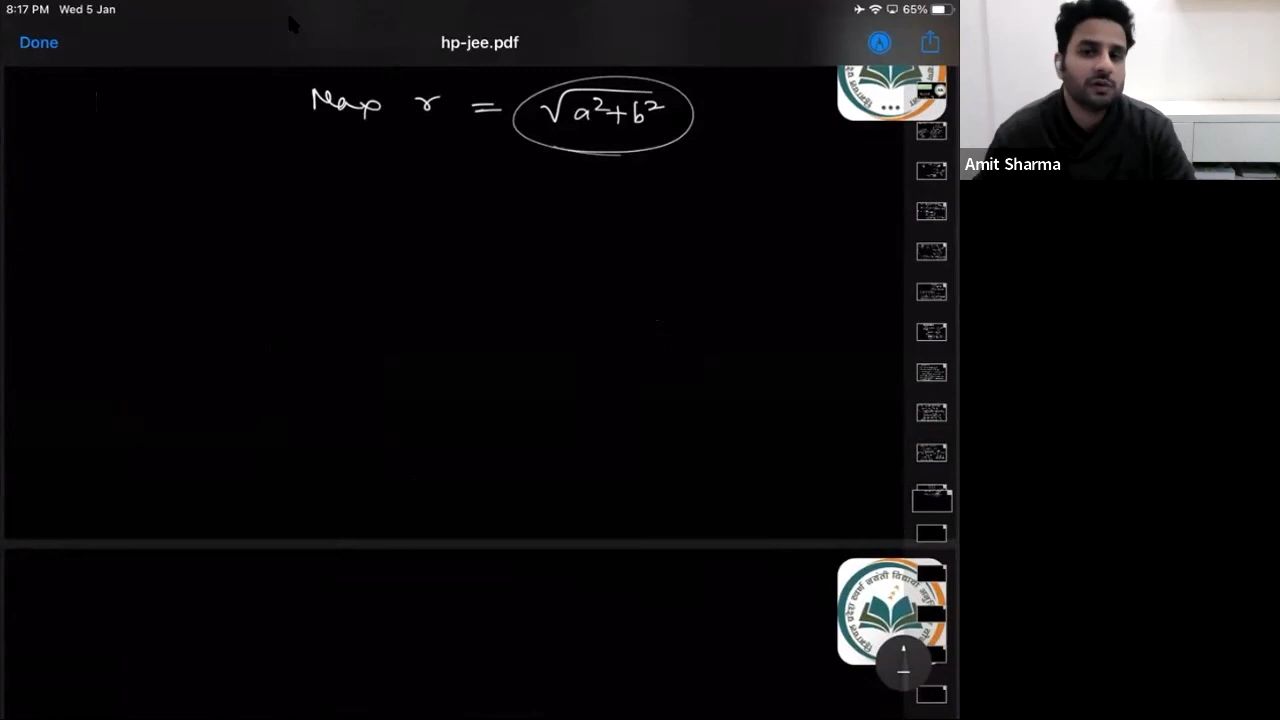 8:17 PM Wed 5 Jan
65%
Done
hp-jee.pdf
Max r = √a²+b²
Amit Sharma